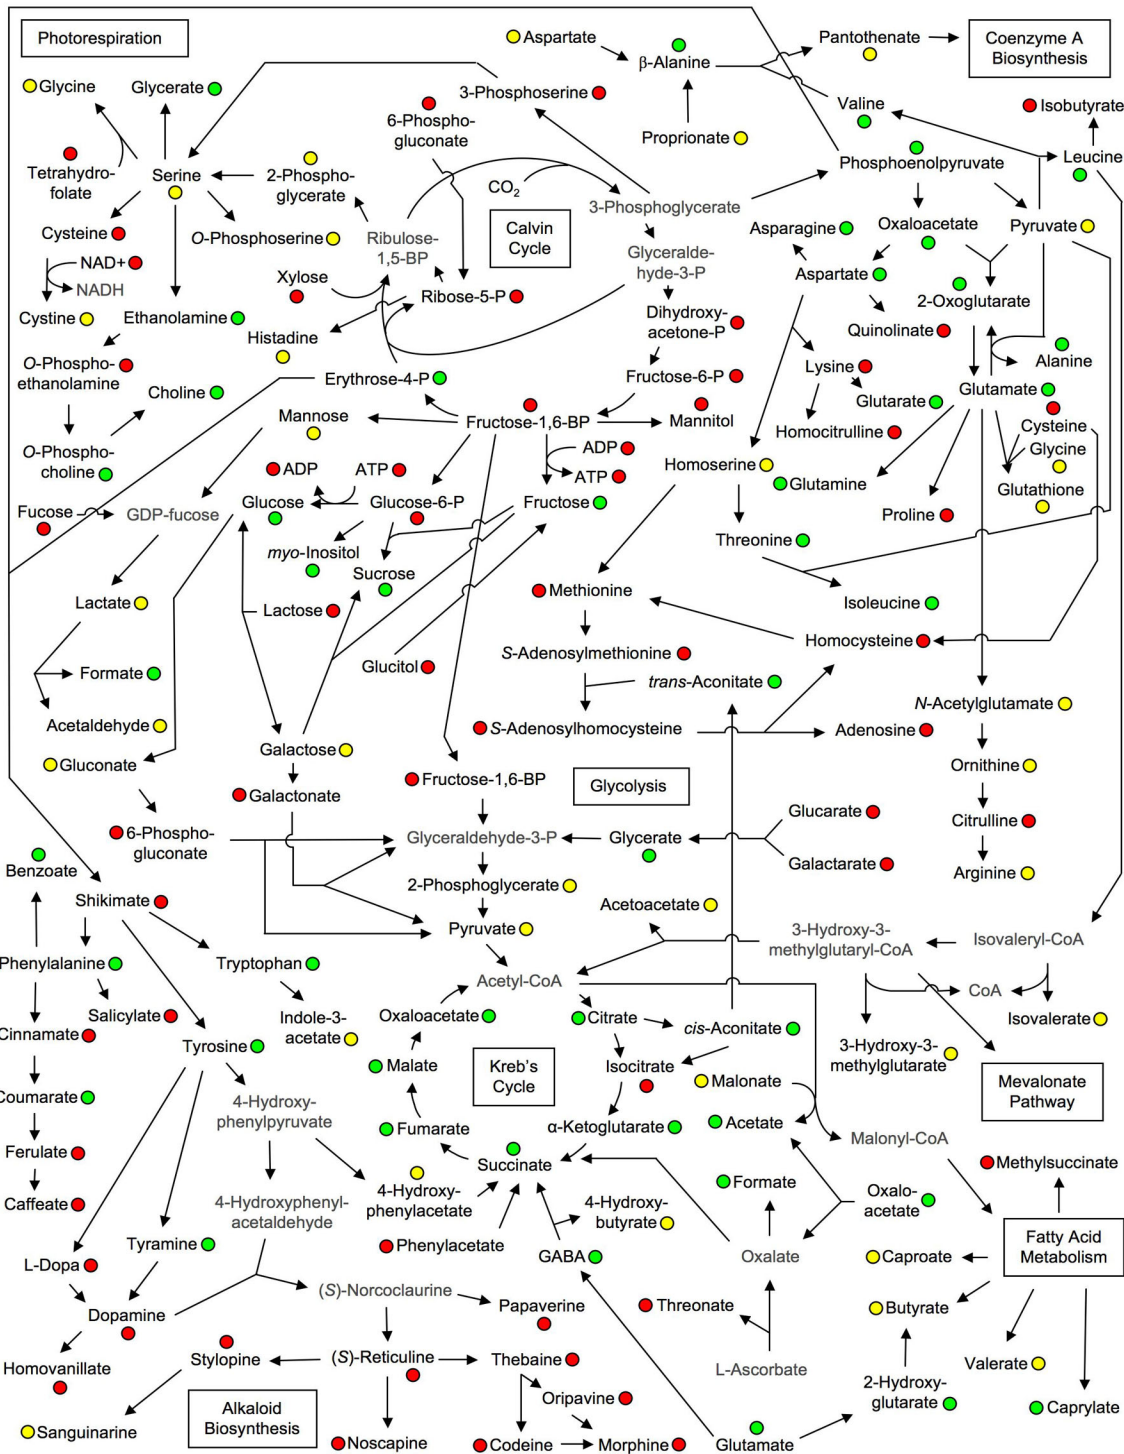 Photorespiration
Aspartate
Pantothenate
Coenzyme A
Biosynthesis
β-Alanine
Glycine
Glycerate
3-Phosphoserine
Valine
Isobutyrate
6-Phospho-
gluconate
Proprionate
Phosphoenolpyruvate
Leucine
Tetrahydro-
folate
Serine
2-Phospho-
glycerate
CO2
3-Phosphoglycerate
Calvin
Cycle
Asparagine
Oxaloacetate
Pyruvate
Cysteine
O-Phosphoserine
Ribulose-
1,5-BP
Glyceralde-
hyde-3-P
NAD+
NADH
Xylose
Ribose-5-P
Aspartate
2-Oxoglutarate
Cystine
Ethanolamine
Histadine
Dihydroxy-
acetone-P
Quinolinate
Alanine
O-Phospho-
ethanolamine
Choline
Erythrose-4-P
Fructose-6-P
Lysine
Glutarate
Glutamate
Mannose
Fructose-1,6-BP
Mannitol
Homocitrulline
Cysteine
Glycine
O-Phospho-
choline
ADP
ATP
ADP
ATP
Homoserine
Glutamine
Glutathione
Fucose
GDP-fucose
Glucose
Glucose-6-P
Fructose
Proline
myo-Inositol
Sucrose
Threonine
Lactate
Lactose
Methionine
Isoleucine
Homocysteine
Formate
Glucitol
S-Adenosylmethionine
trans-Aconitate
Acetaldehyde
N-Acetylglutamate
S-Adenosylhomocysteine
Adenosine
Gluconate
Galactose
Ornithine
Galactonate
Fructose-1,6-BP
Glycolysis
6-Phospho-
gluconate
Glyceraldehyde-3-P
Glycerate
Glucarate
Citrulline
Galactarate
Arginine
Benzoate
Shikimate
2-Phosphoglycerate
Acetoacetate
Pyruvate
3-Hydroxy-3-
methylglutaryl-CoA
Isovaleryl-CoA
Phenylalanine
Tryptophan
Acetyl-CoA
CoA
Salicylate
Indole-3-
acetate
Oxaloacetate
Citrate
cis-Aconitate
Isovalerate
Cinnamate
Tyrosine
Malate
Kreb's
Cycle
Isocitrate
Malonate
3-Hydroxy-3-
methylglutarate
Mevalonate
Pathway
Coumarate
4-Hydroxy-
phenylpyruvate
Fumarate
α-Ketoglutarate
Acetate
Malonyl-CoA
Ferulate
Succinate
Methylsuccinate
Caffeate
4-Hydroxyphenyl-
acetaldehyde
4-Hydroxy-
phenylacetate
4-Hydroxy-
butyrate
Formate
Oxalo-
acetate
Tyramine
Phenylacetate
GABA
Oxalate
Fatty Acid
Metabolism
Caproate
L-Dopa
(S)-Norcoclaurine
Papaverine
Threonate
Butyrate
Dopamine
Homovanillate
Stylopine
(S)-Reticuline
Thebaine
L-Ascorbate
Valerate
Oripavine
2-Hydroxy-
glutarate
Caprylate
Alkaloid
Biosynthesis
Sanguinarine
Noscapine
Codeine
Morphine
Glutamate